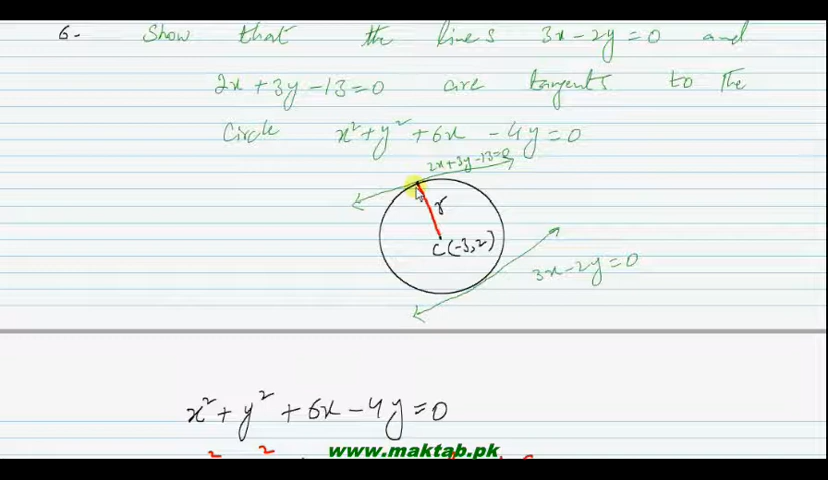 6. Show that the lines 3x-2y=0 and
2x+3y-13=0 are tangents to the
Circle x²+y²+6x-4y=0
2x+3y-13=0
r
C(-3,2)
3x-2y=0
x²+y²+6x-4y=0
www.maktab.pk